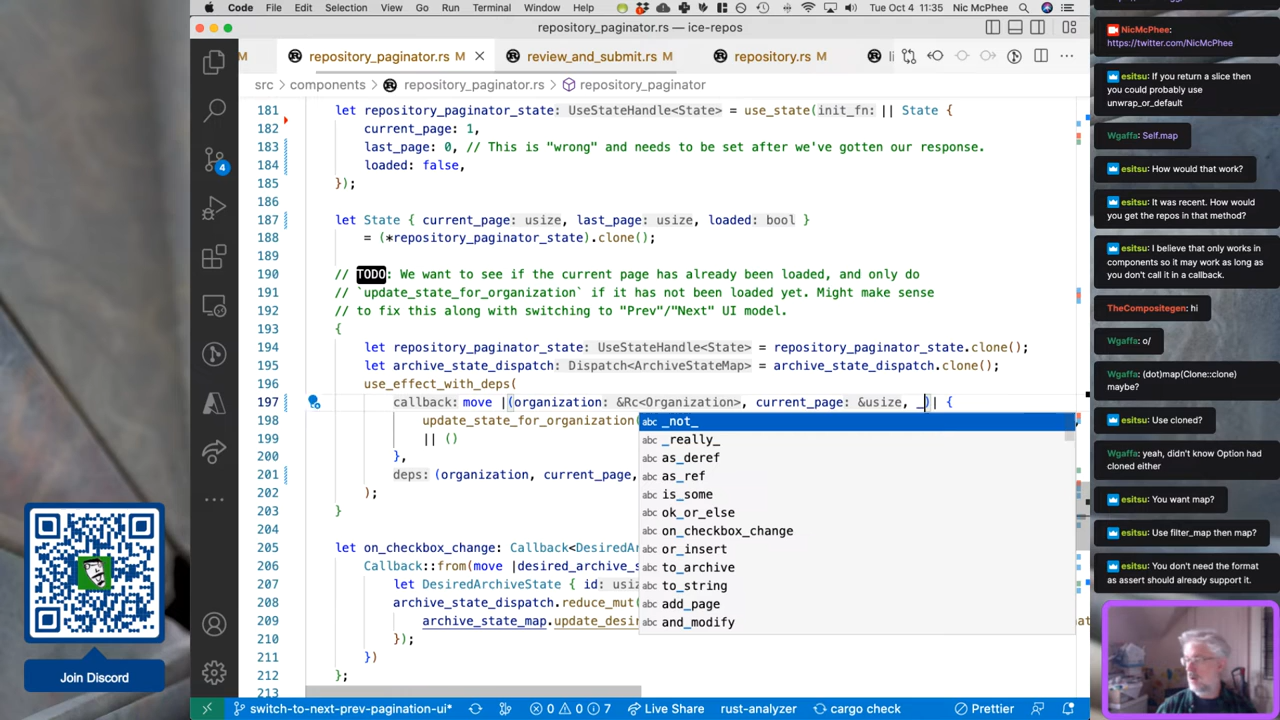 Code File Edit Selection View Go Run Terminal Window Help Tue Oct 4 11:35 Nic McPhee
repository_paginator.rs — ice-repos
M repository_paginator.rs M review_and_submit.rs M repository.rs M li
src > components > repository_paginator.rs > repository_paginator
181 let repository_paginator_state: UseStateHandle<State> = use_state(init_fn: || State {
182 current_page: 1,
183 last_page: 0, // This is "wrong" and needs to be set after we've gotten our response.
184 loaded: false,
185 });
186
187 let State { current_page: usize, last_page: usize, loaded: bool }
188 = (*repository_paginator_state).clone();
189
190 // TODO: We want to see if the current page has already been loaded, and only do
191 // `update_state_for_organization` if it has not been loaded yet. Might make sense
192 // to fix this along with switching to "Prev"/"Next" UI model.
193 {
194 let repository_paginator_state: UseStateHandle<State> = repository_paginator_state.clone();
195 let archive_state_dispatch: Dispatch<ArchiveStateMap> = archive_state_dispatch.clone();
196 use_effect_with_deps(
197 callback: move |(organization: &Rc<Organization>, current_page: &usize, _)| {
198 update_state_for_organization(
199 || ()
200 },
201 deps: (organization, current_page,
202 );
203 }
204
205 let on_checkbox_change: Callback<DesiredAr
206 Callback::from(move |desired_archive_s
207 let DesiredArchiveState { id: usiz
208 archive_state_dispatch.reduce_mut(
209 archive_state_map.update_desi
210 });
211 })
212 };
213
abc _not_
abc _really_
abc as_deref
abc as_ref
abc is_some
abc ok_or_else
abc on_checkbox_change
abc or_insert
abc to_archive
abc to_string
abc add_page
abc and_modify
4
switch-to-next-prev-pagination-ui* 0 0 7 Live Share rust-analyzer cargo check Prettier
Join Discord
NicMcPhee:
https://twitter.com/NicMcPhee
esitsu: If you return a slice then
you could probably use
unwrap_or_default
Wgaffa: Self.map
esitsu: How would that work?
esitsu: It was recent. How would
you get the repos in that method?
esitsu: I believe that only works in
components so it may work as long as
you don't call it in a callback.
TheCompositegen: hi
Wgaffa: o/
Wgaffa: (dot)map(Clone::clone)
maybe?
esitsu: Use cloned?
Wgaffa: yeah, didn't know Option had
cloned either
esitsu: You want map?
esitsu: Use filter_map then map?
esitsu: You don't need the format
as assert should already support it.